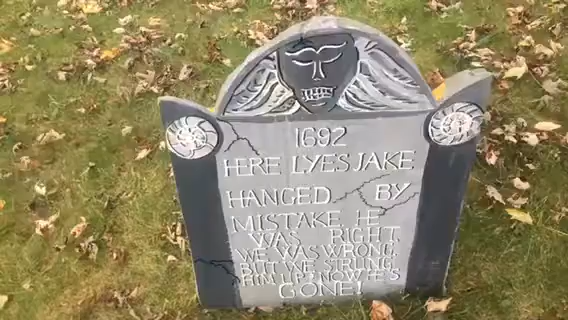 1692
HERE LYES JAKE
HANGED BY
MISTAKE. HE
WAS RIGHT,
WE WAS WRONG.
BUT WE STRUNG
HIM UP, NOW HE'S
GONE!